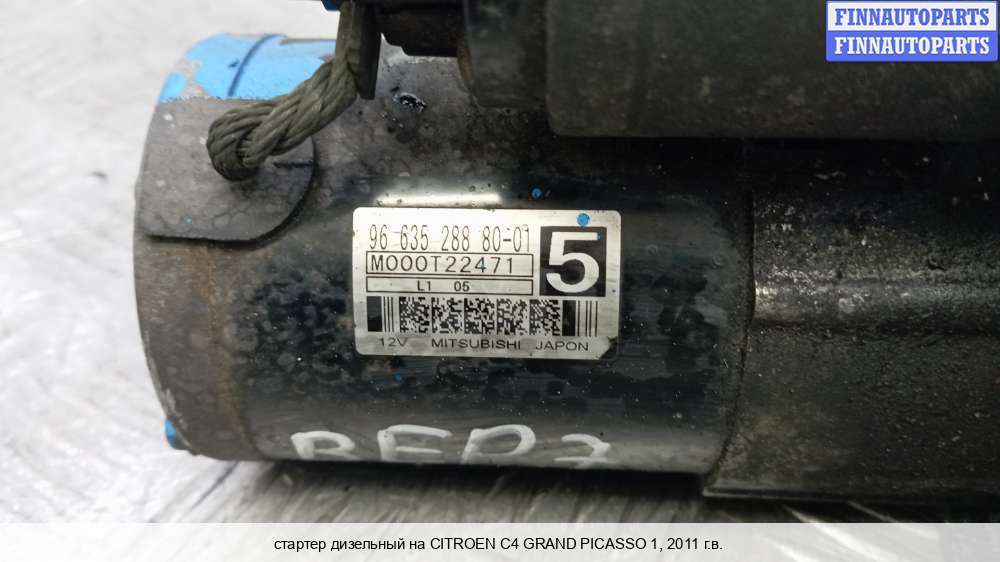 FINNAUTOPARTS
FINNAUTOPARTS
96 635 288 80-01
5
M000T22471
L1 05
12V MITSUBISHI JAPON
стартер дизельный на CITROEN C4 GRAND PICASSO 1, 2011 г.в.